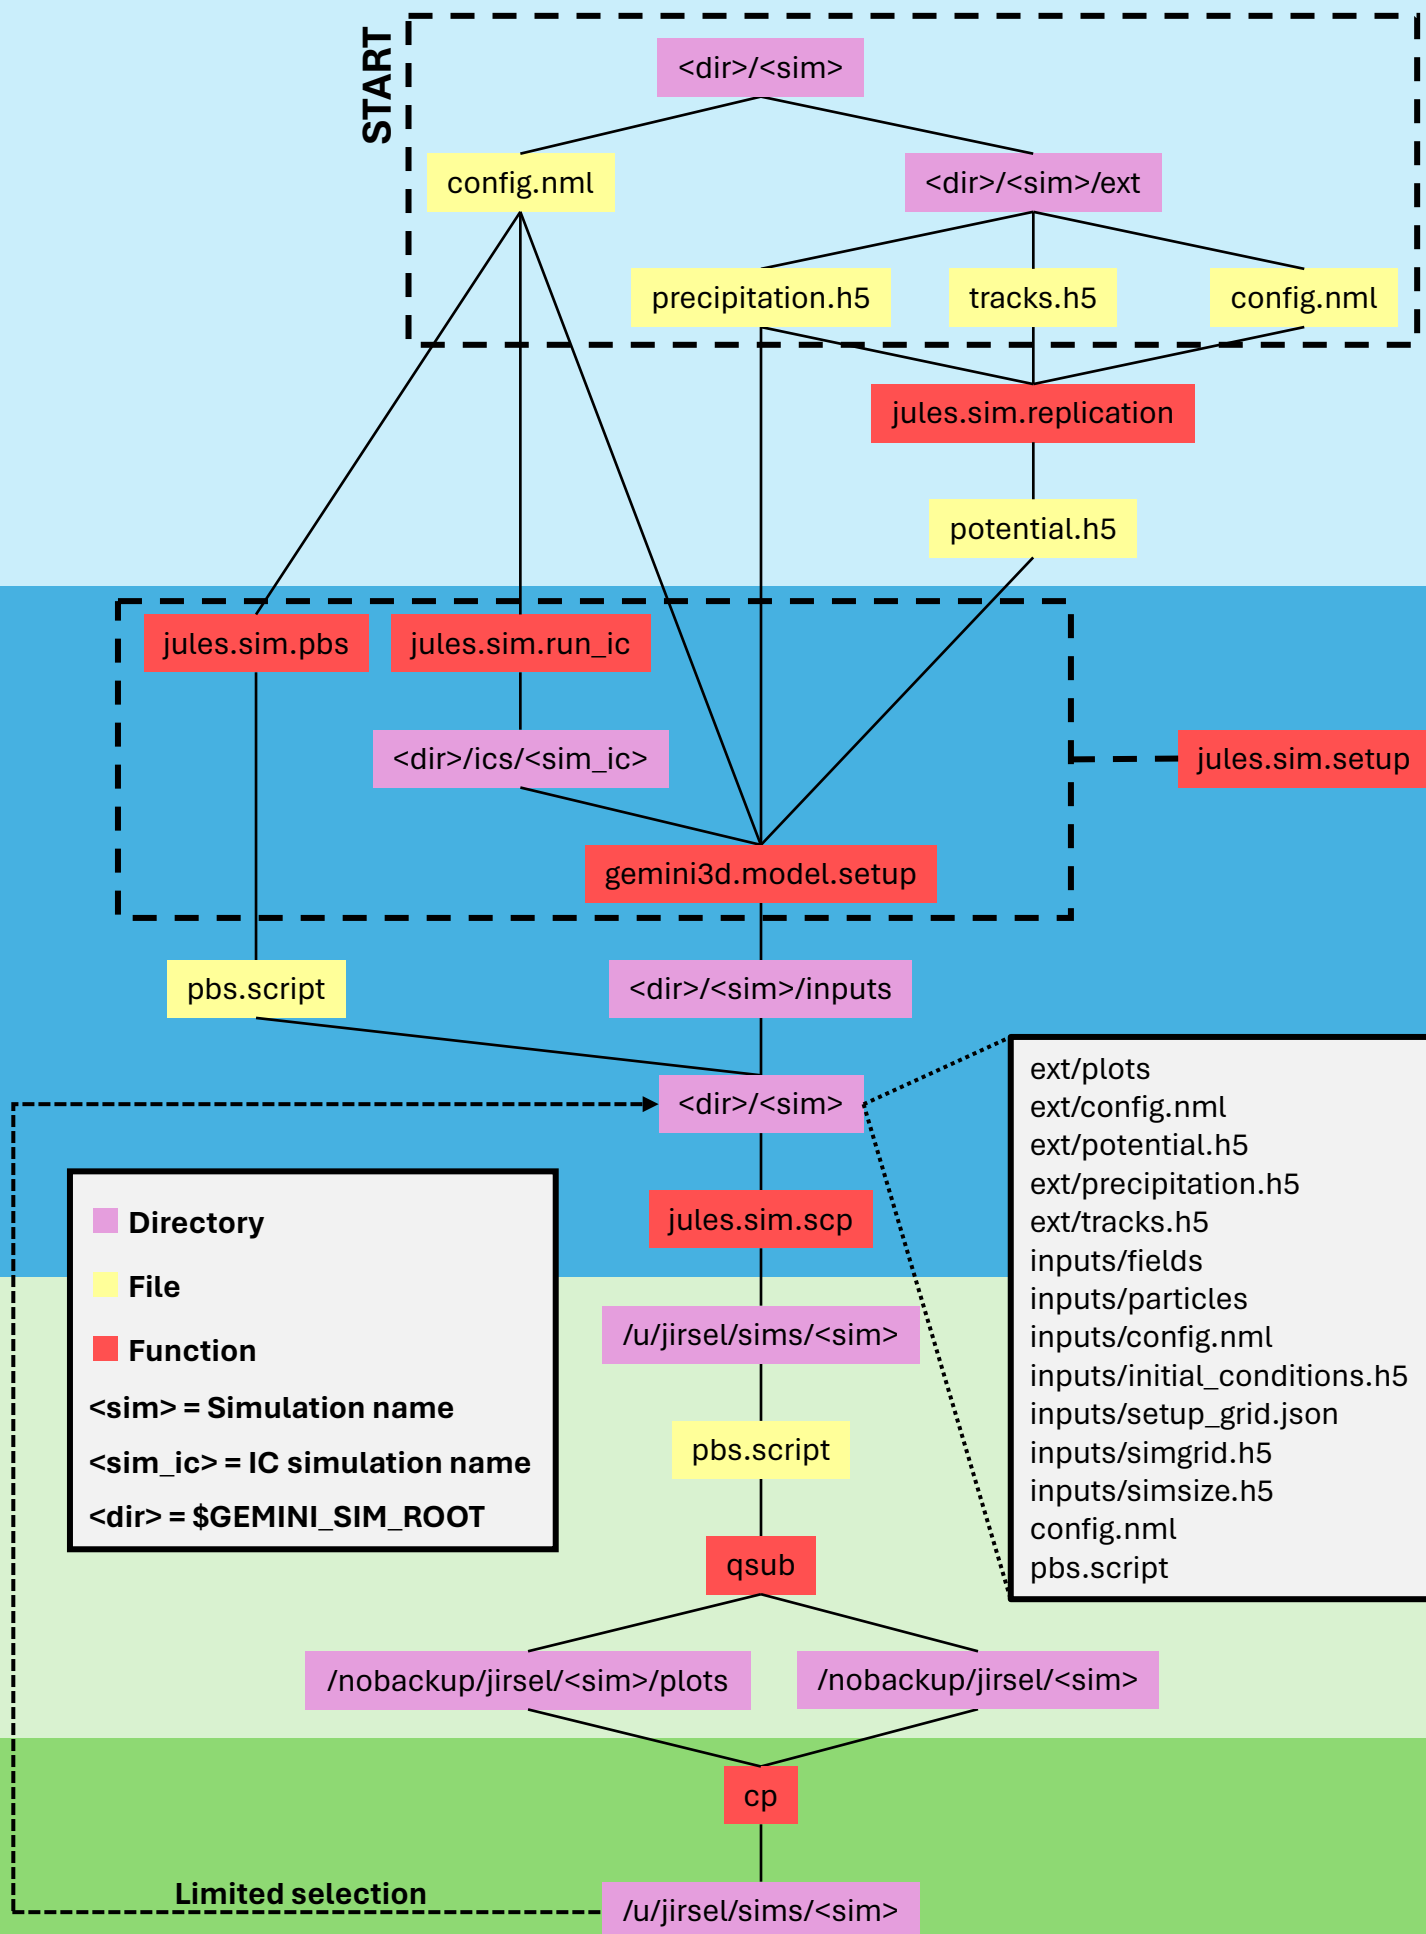 START
<dir>/<sim>
config.nml
<dir>/<sim>/ext
precipitation.h5
tracks.h5
config.nml
jules.sim.replication
potential.h5
jules.sim.pbs
jules.sim.run_ic
<dir>/ics/<sim_ic>
jules.sim.setup
gemini3d.model.setup
pbs.script
<dir>/<sim>/inputs
<dir>/<sim>
ext/plots
ext/config.nml
ext/potential.h5
ext/precipitation.h5
ext/tracks.h5
inputs/fields
inputs/particles
inputs/config.nml
inputs/initial_conditions.h5
inputs/setup_grid.json
inputs/simgrid.h5
inputs/simsize.h5
config.nml
pbs.script
Directory
File
Function
<sim> = Simulation name
<sim_ic> = IC simulation name
<dir> = $GEMINI_SIM_ROOT
jules.sim.scp
/u/jirsel/sims/<sim>
pbs.script
qsub
/nobackup/jirsel/<sim>/plots
/nobackup/jirsel/<sim>
cp
Limited selection
/u/jirsel/sims/<sim>